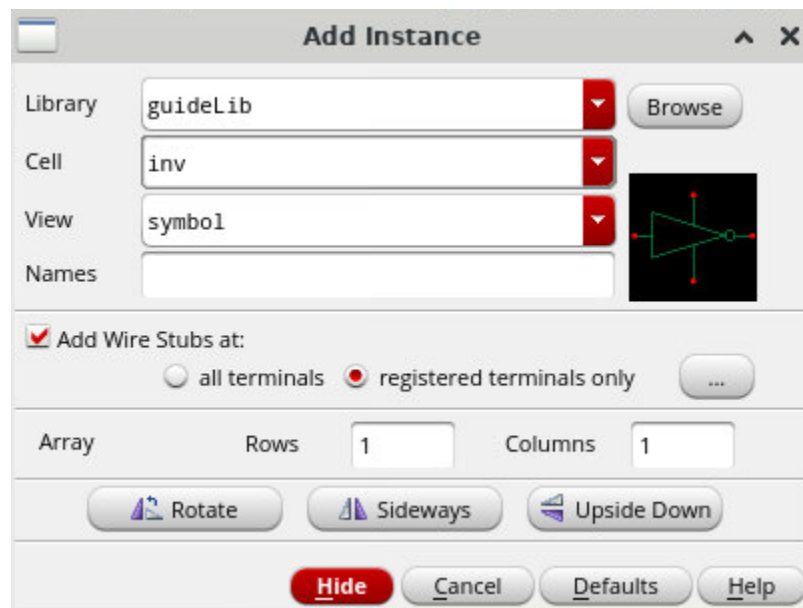 Add Instance
Library guideLib Browse
Cell inv
View symbol
Names
Add Wire Stubs at:
all terminals registered terminals only ...
Array Rows 1 Columns 1
Rotate Sideways Upside Down
Hide Cancel Defaults Help